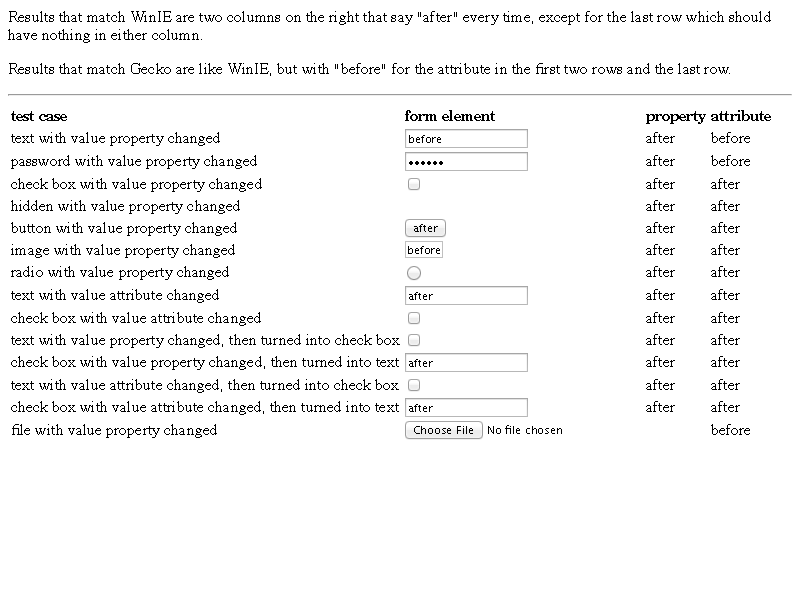 Results that match WinIE are two columns on the right that say "after" every time, except for the last row which should
have nothing in either column.
Results that match Gecko are like WinIE, but with "before" for the attribute in the first two rows and the last row.
test case form element property attribute
text with value property changed before after before
password with value property changed •••••• after before
check box with value property changed after after
hidden with value property changed after after
button with value property changed after after after
image with value property changed before after after
radio with value property changed after after
text with value attribute changed after after after
check box with value attribute changed after after
text with value property changed, then turned into check box after after
check box with value property changed, then turned into text after after after
text with value attribute changed, then turned into check box after after
check box with value attribute changed, then turned into text after after after
file with value property changed Choose File No file chosen before